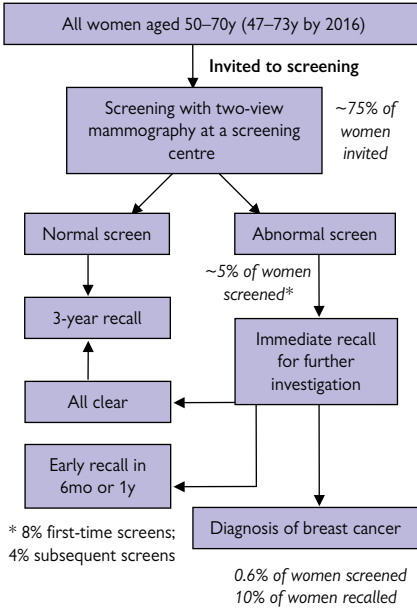 All women aged 50–70y (47–73y by 2016)
Invited to screening
Screening with two-view
mammography at a screening
centre
~75% of
women
invited
Normal screen
Abnormal screen
~5% of women
screened*
3-year recall
Immediate recall
for further
investigation
All clear
Early recall in
6mo or 1y
* 8% first-time screens;
4% subsequent screens
Diagnosis of breast cancer
0.6% of women screened
10% of women recalled